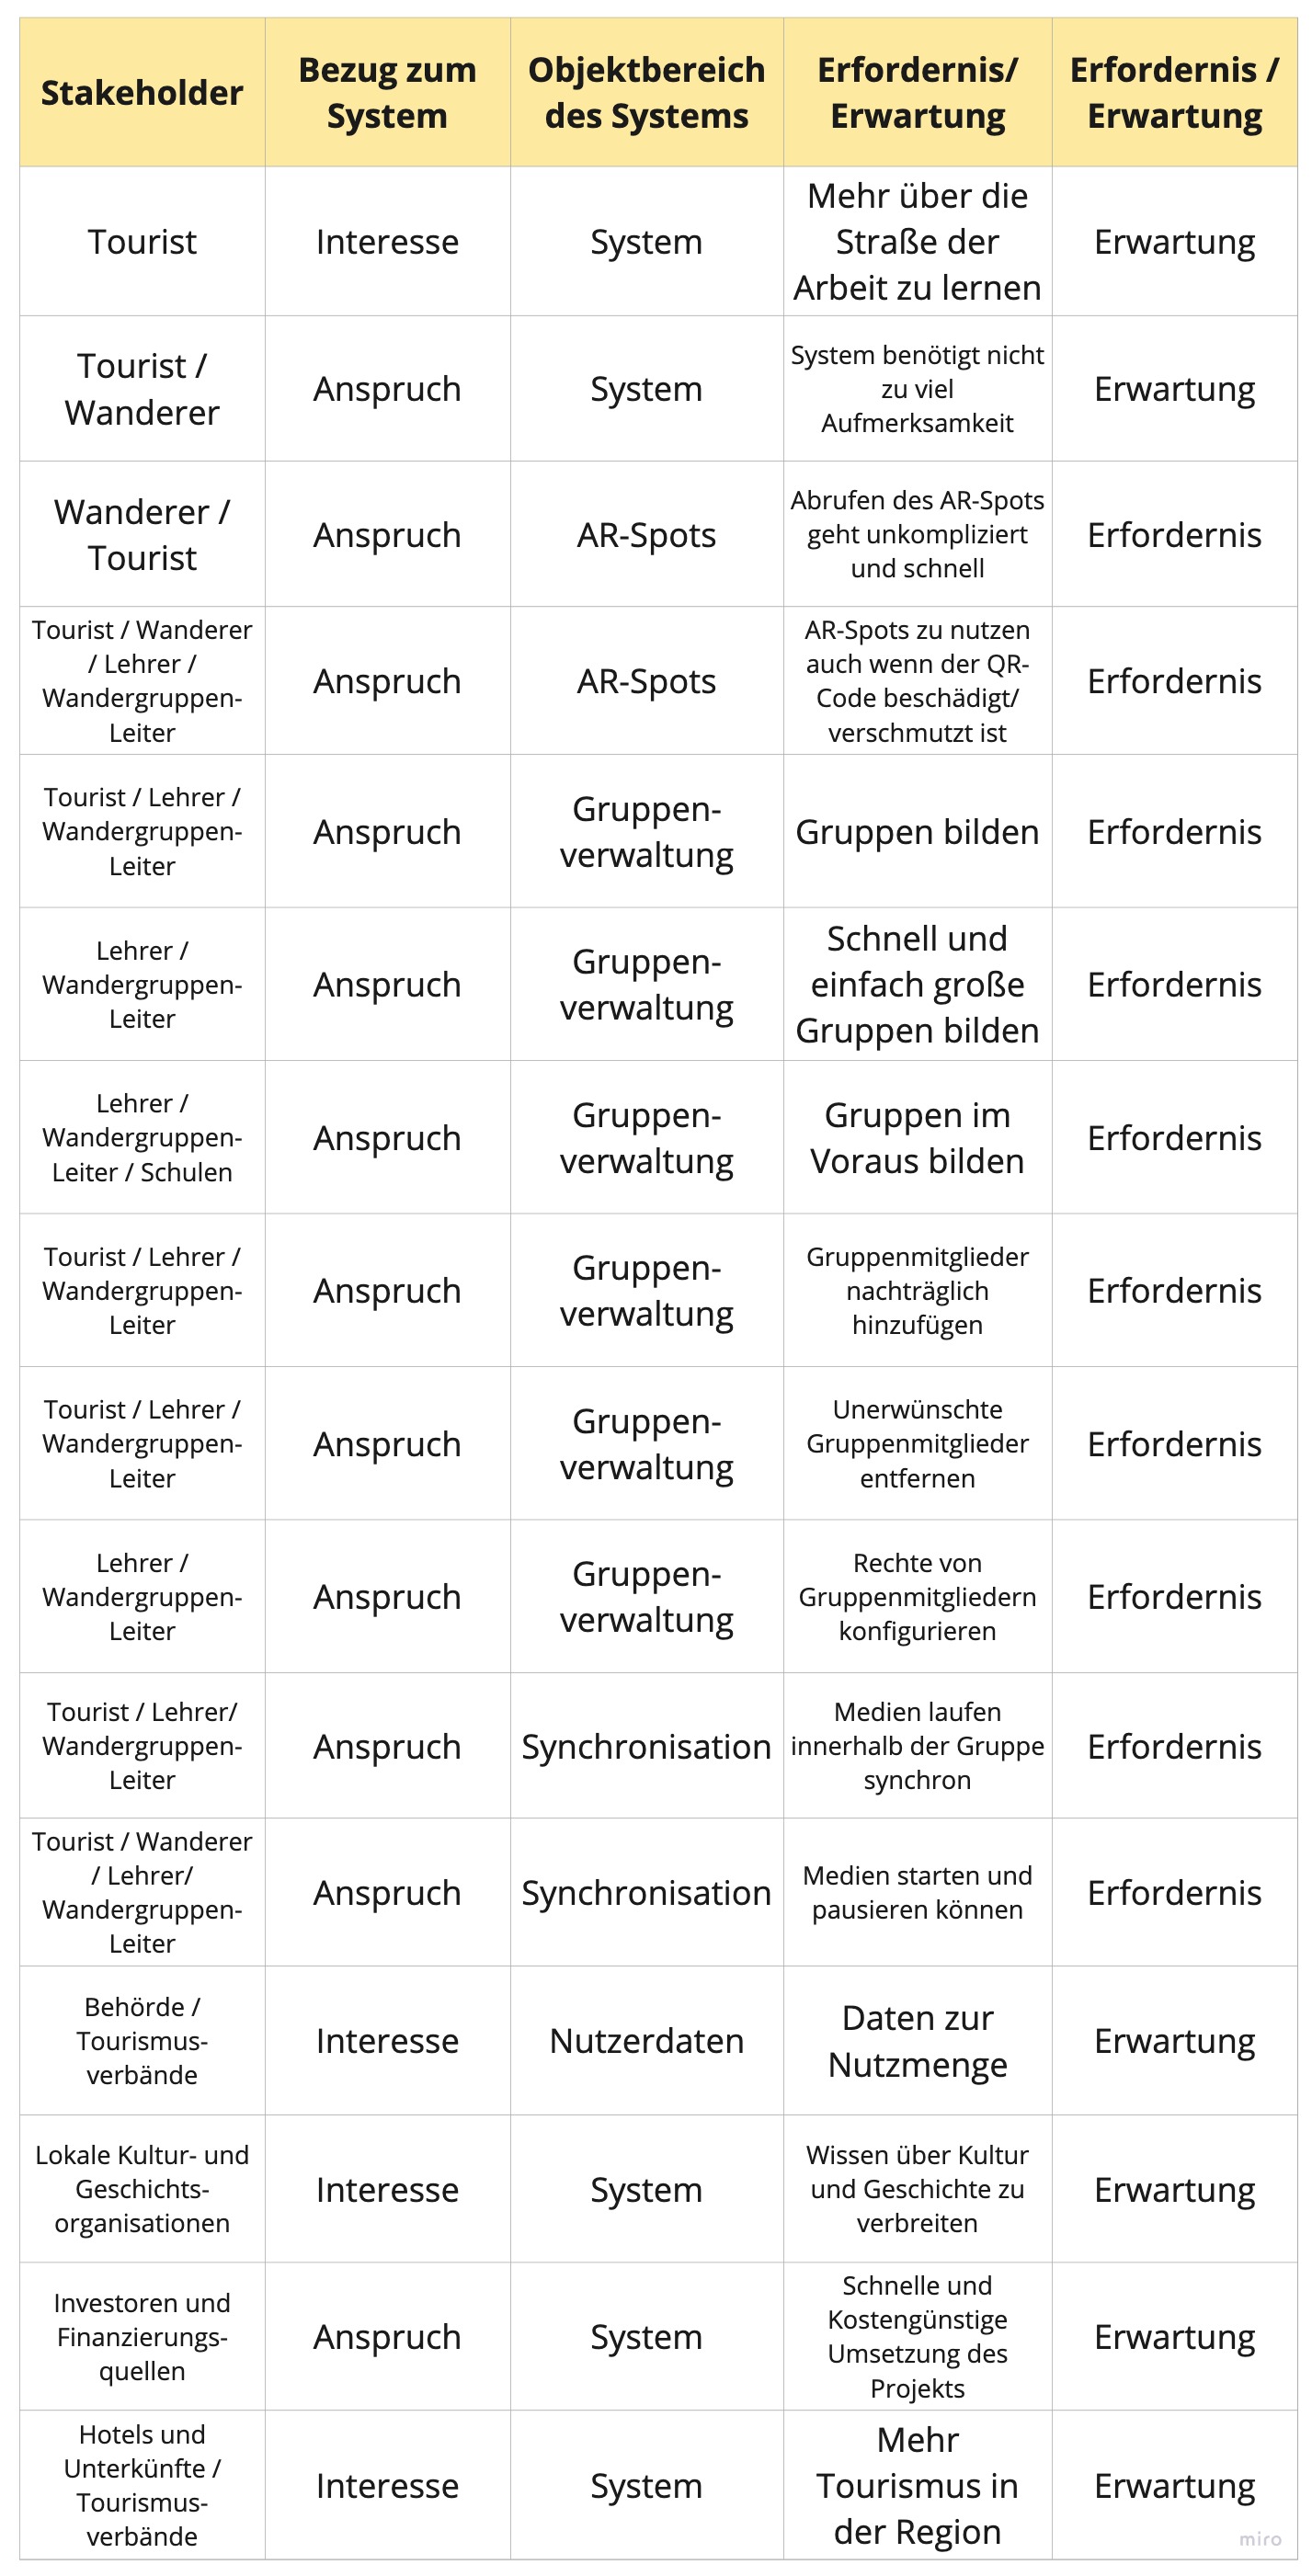 Stakeholder
Bezug zum
System
Objektbereich
des Systems
Erfordernis/
Erwartung
Erfordernis /
Erwartung
Tourist
Interesse
System
Mehr über die
Straße der
Arbeit zu lernen
Erwartung
Tourist /
Wanderer
Anspruch
System
System benötigt nicht
zu viel
Aufmerksamkeit
Erwartung
Wanderer /
Tourist
Anspruch
AR-Spots
Abrufen des AR-Spots
geht unkompliziert
und schnell
Erfordernis
Tourist / Wanderer
/ Lehrer /
Wandergruppen-
Leiter
Anspruch
AR-Spots
AR-Spots zu nutzen
auch wenn der QR-
Code beschädigt/
verschmutzt ist
Erfordernis
Tourist / Lehrer /
Wandergruppen-
Leiter
Anspruch
Gruppen-
verwaltung
Gruppen bilden
Erfordernis
Lehrer /
Wandergruppen-
Leiter
Anspruch
Gruppen-
verwaltung
Schnell und
einfach große
Gruppen bilden
Erfordernis
Lehrer /
Wandergruppen-
Leiter / Schulen
Anspruch
Gruppen-
verwaltung
Gruppen im
Voraus bilden
Erfordernis
Tourist / Lehrer /
Wandergruppen-
Leiter
Anspruch
Gruppen-
verwaltung
Gruppenmitglieder
nachträglich
hinzufügen
Erfordernis
Tourist / Lehrer /
Wandergruppen-
Leiter
Anspruch
Gruppen-
verwaltung
Unerwünschte
Gruppenmitglieder
entfernen
Erfordernis
Lehrer /
Wandergruppen-
Leiter
Anspruch
Gruppen-
verwaltung
Rechte von
Gruppenmitgliedern
konfigurieren
Erfordernis
Tourist / Lehrer/
Wandergruppen-
Leiter
Anspruch
Synchronisation
Medien laufen
innerhalb der Gruppe
synchron
Erfordernis
Tourist / Wanderer
/ Lehrer/
Wandergruppen-
Leiter
Anspruch
Synchronisation
Medien starten und
pausieren können
Erfordernis
Behörde /
Tourismus-
verbände
Interesse
Nutzerdaten
Daten zur
Nutzmenge
Erwartung
Lokale Kultur- und
Geschichts-
organisationen
Interesse
System
Wissen über Kultur
und Geschichte zu
verbreiten
Erwartung
Investoren und
Finanzierungs-
quellen
Anspruch
System
Schnelle und
Kostengünstige
Umsetzung des
Projekts
Erwartung
Hotels und
Unterkünfte /
Tourismus-
verbände
Interesse
System
Mehr
Tourismus in
der Region
Erwartung
miro